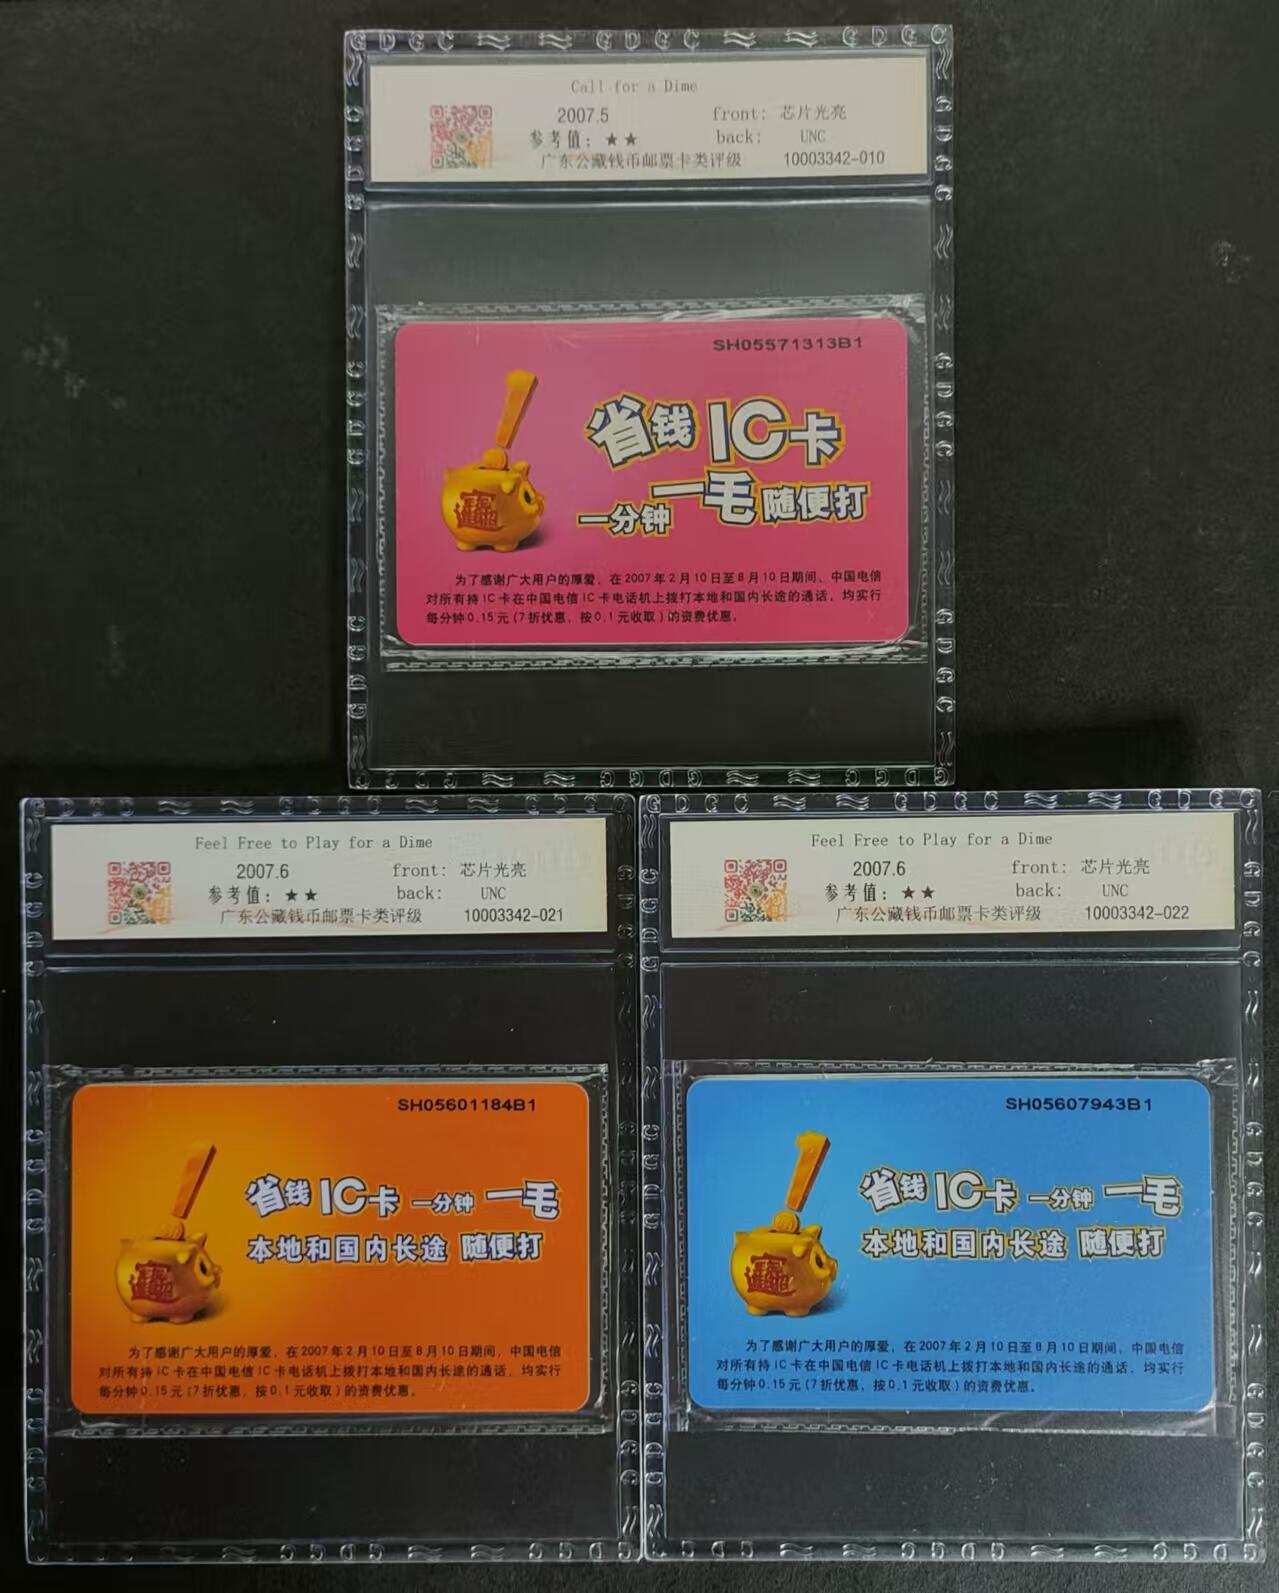 GDGC GDGC GDGC
Call for a Dime
2007.5 front: 芯片光亮
参考值: ★★ back: UNC
广东公藏钱币邮票卡类评级 10003342-010
SH05571313B1
省钱IC卡
一分钟一毛随便打
招财进宝
为了感谢广大用户的厚爱,在2007年2月10日至8月10日期间,中国电信
对所有持IC卡在中国电信IC卡电话机上拨打本地和国内长途的通话,均实行
每分钟0.15元(7折优惠,按0.1元收取)的资费优惠。
Feel Free to Play for a Dime
2007.6 front: 芯片光亮
参考值: ★★ back: UNC
广东公藏钱币邮票卡类评级 10003342-021
SH05601184B1
省钱IC卡 一分钟 一毛
本地和国内长途 随便打
招财进宝
为了感谢广大用户的厚爱,在2007年2月10日至8月10日期间,中国电信
对所有持IC卡在中国电信IC卡电话机上拨打本地和国内长途的通话,均实行
每分钟0.15元(7折优惠,按0.1元收取)的资费优惠。
Feel Free to Play for a Dime
2007.6 front: 芯片光亮
参考值: ★★ back: UNC
广东公藏钱币邮票卡类评级 10003342-022
SH05607943B1
省钱IC卡 一分钟 一毛
本地和国内长途 随便打
招财进宝
为了感谢广大用户的厚爱,在2007年2月10日至8月10日期间,中国电信
对所有持IC卡在中国电信IC卡电话机上拨打本地和国内长途的通话,均实行
每分钟0.15元(7折优惠,按0.1元收取)的资费优惠。